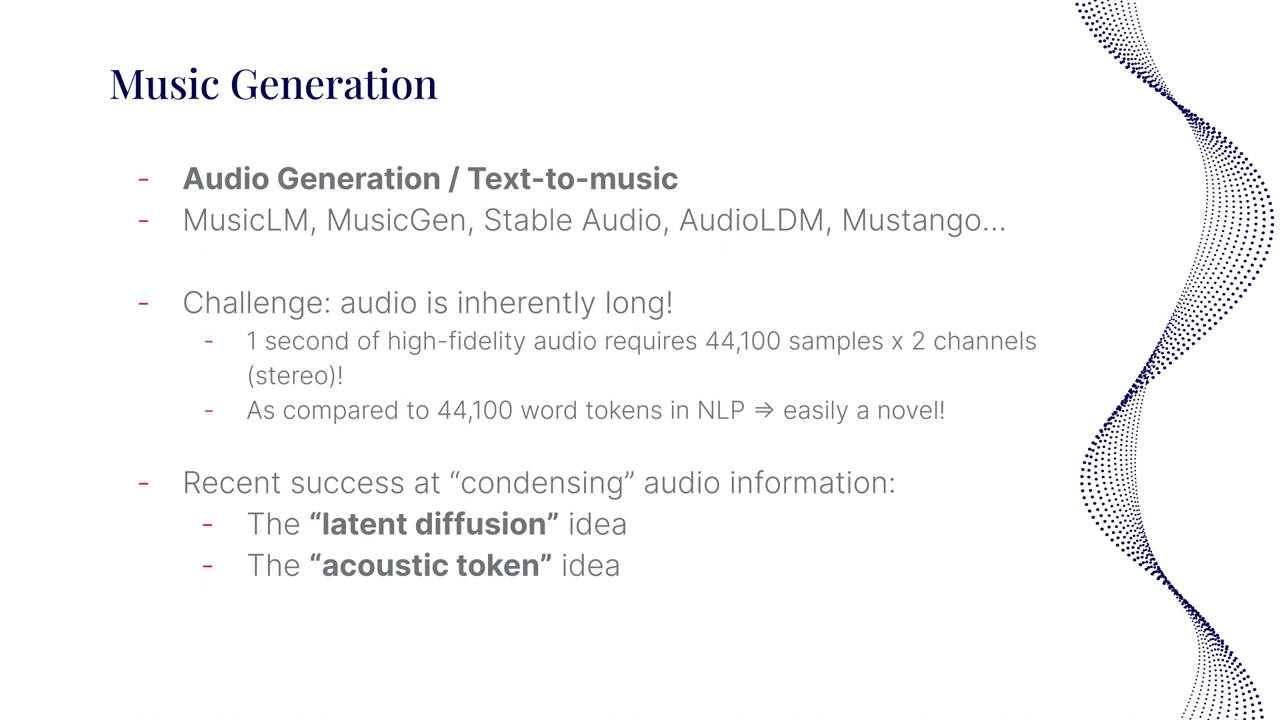 Music Generation
- Audio Generation / Text-to-music
- MusicLM, MusicGen, Stable Audio, AudioLDM, Mustango...
- Challenge: audio is inherently long!
- 1 second of high-fidelity audio requires 44,100 samples x 2 channels
(stereo)!
- As compared to 44,100 word tokens in NLP ⇒ easily a novel!
- Recent success at “condensing” audio information:
- The “latent diffusion” idea
- The “acoustic token” idea